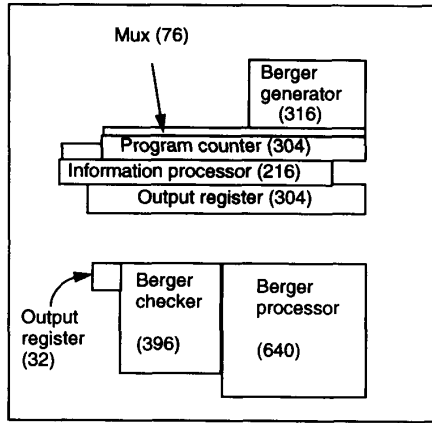 Mux (76)
Berger
generator
(316)
Program counter (304)
Information processor (216)
Output register (304)
Output
register
(32)
Berger
checker
(396)
Berger
processor
(640)